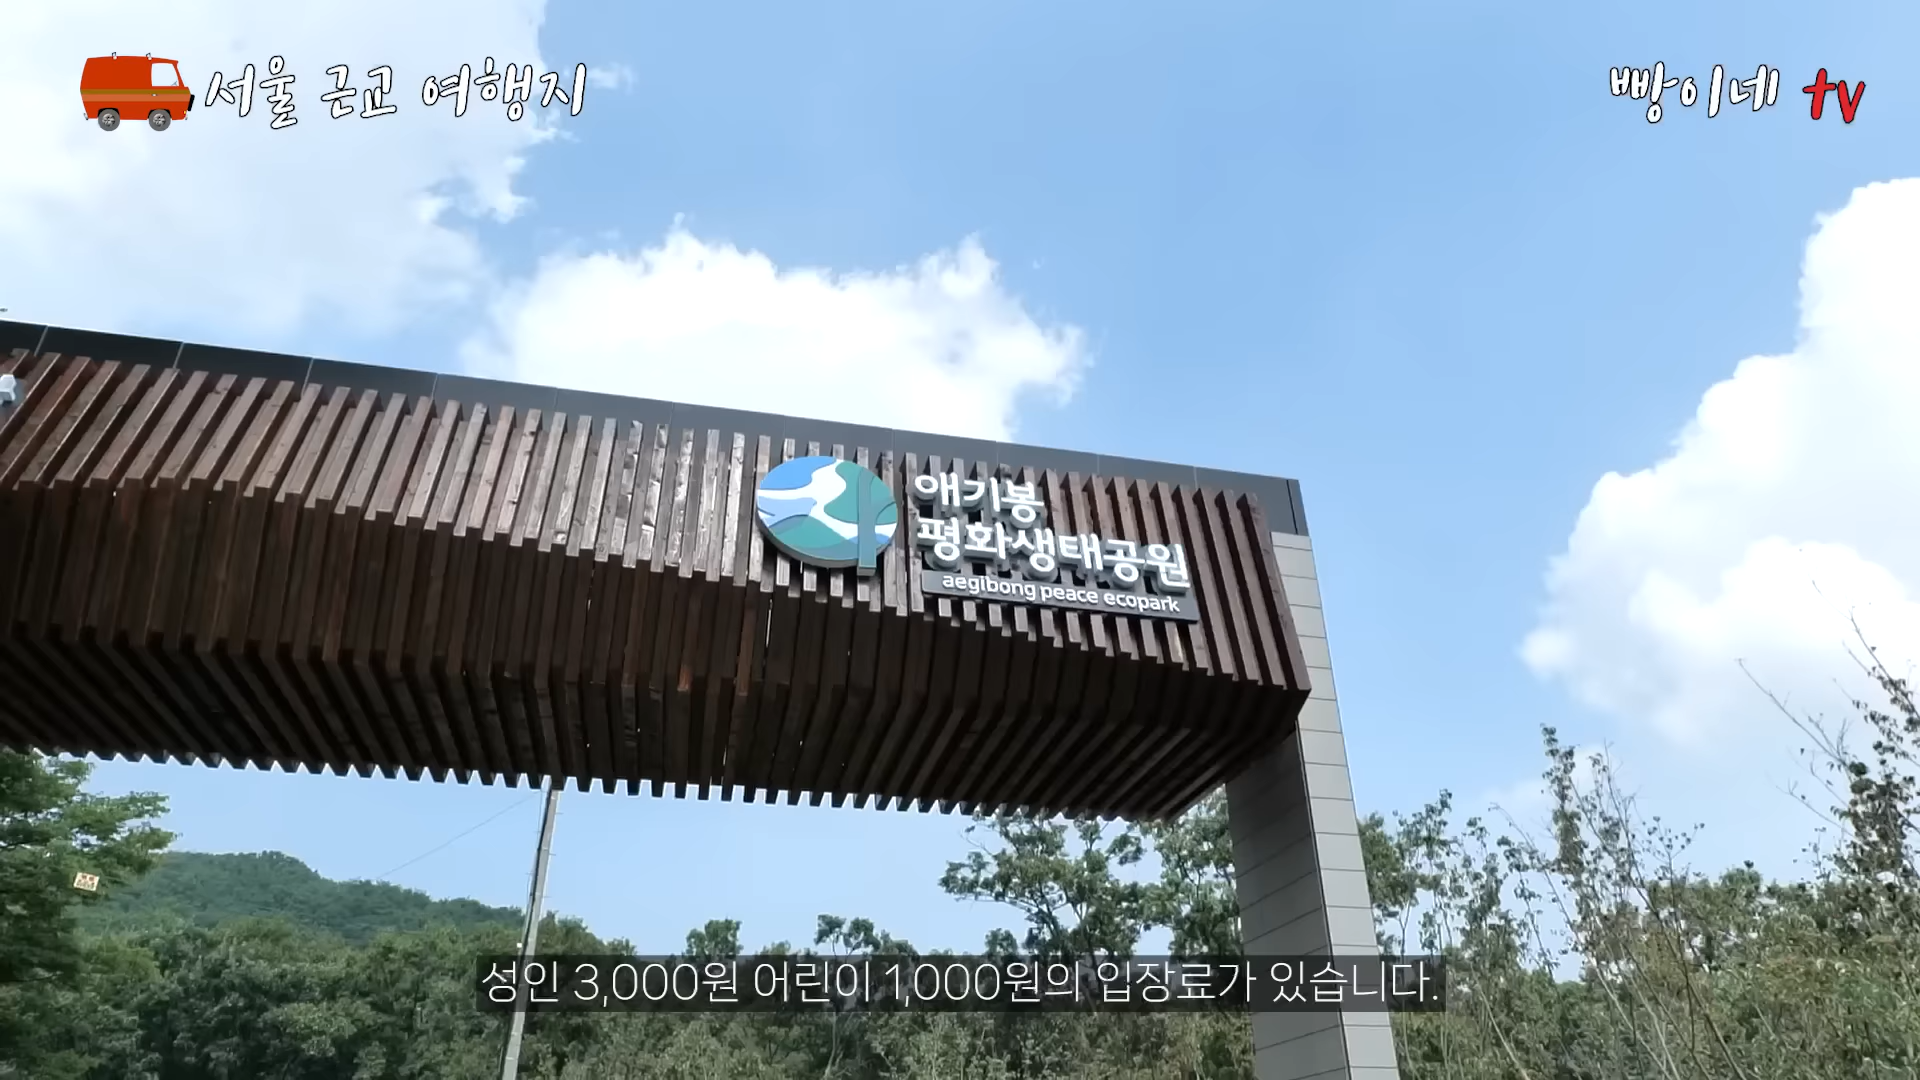 서울 근교 여행지
빵이네 tv
애기봉
평화생태공원
aegibong peace ecopark
성인 3,000원 어린이 1,000원의 입장료가 있습니다.